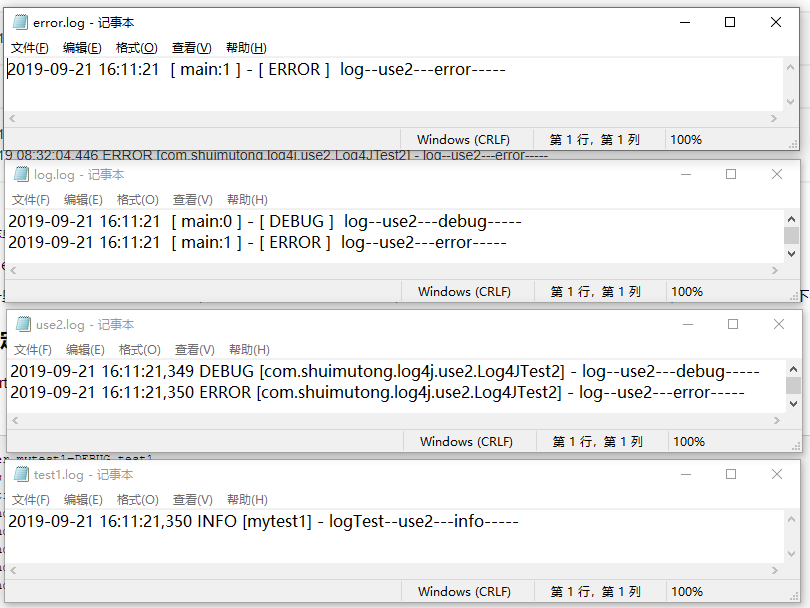 error.log - 记事本
文件(F) 编辑(E) 格式(O) 查看(V) 帮助(H)
2019-09-21 16:11:21  [ main:1 ] - [ ERROR ]  log--use2---error-----
Windows (CRLF) 第 1 行，第 1 列 100%
08:32:04,446 ERROR [com.shuimutong.log4j.use2.Log4JTest2] - log--use2---error-----
log.log - 记事本
文件(F) 编辑(E) 格式(O) 查看(V) 帮助(H)
2019-09-21 16:11:21  [ main:0 ] - [ DEBUG ]  log--use2---debug-----
2019-09-21 16:11:21  [ main:1 ] - [ ERROR ]  log--use2---error-----
Windows (CRLF) 第 1 行，第 1 列 100%
下
use2.log - 记事本
文件(F) 编辑(E) 格式(O) 查看(V) 帮助(H)
2019-09-21 16:11:21,349 DEBUG [com.shuimutong.log4j.use2.Log4JTest2] - log--use2---debug-----
2019-09-21 16:11:21,350 ERROR [com.shuimutong.log4j.use2.Log4JTest2] - log--use2---error-----
Windows (CRLF) 第 1 行，第 1 列 100%
test1.log - 记事本
文件(F) 编辑(E) 格式(O) 查看(V) 帮助(H)
2019-09-21 16:11:21,350 INFO [mytest1] - logTest--use2---info-----
Windows (CRLF) 第 1 行，第 1 列 100%